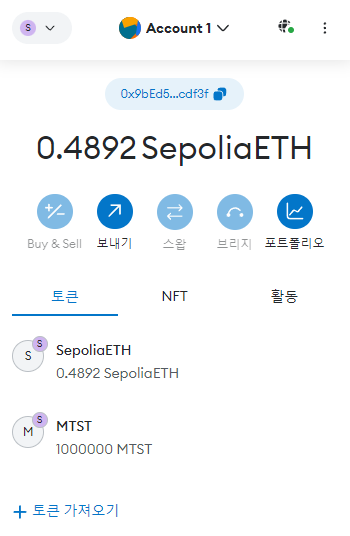 S
Account 1
0x9bEd5...cdf3f
0.4892 SepoliaETH
Buy & Sell 보내기 스왑 브리지 포트폴리오
토큰 NFT 활동
S S SepoliaETH
0.4892 SepoliaETH
M S MTST
1000000 MTST
+ 토큰 가져오기